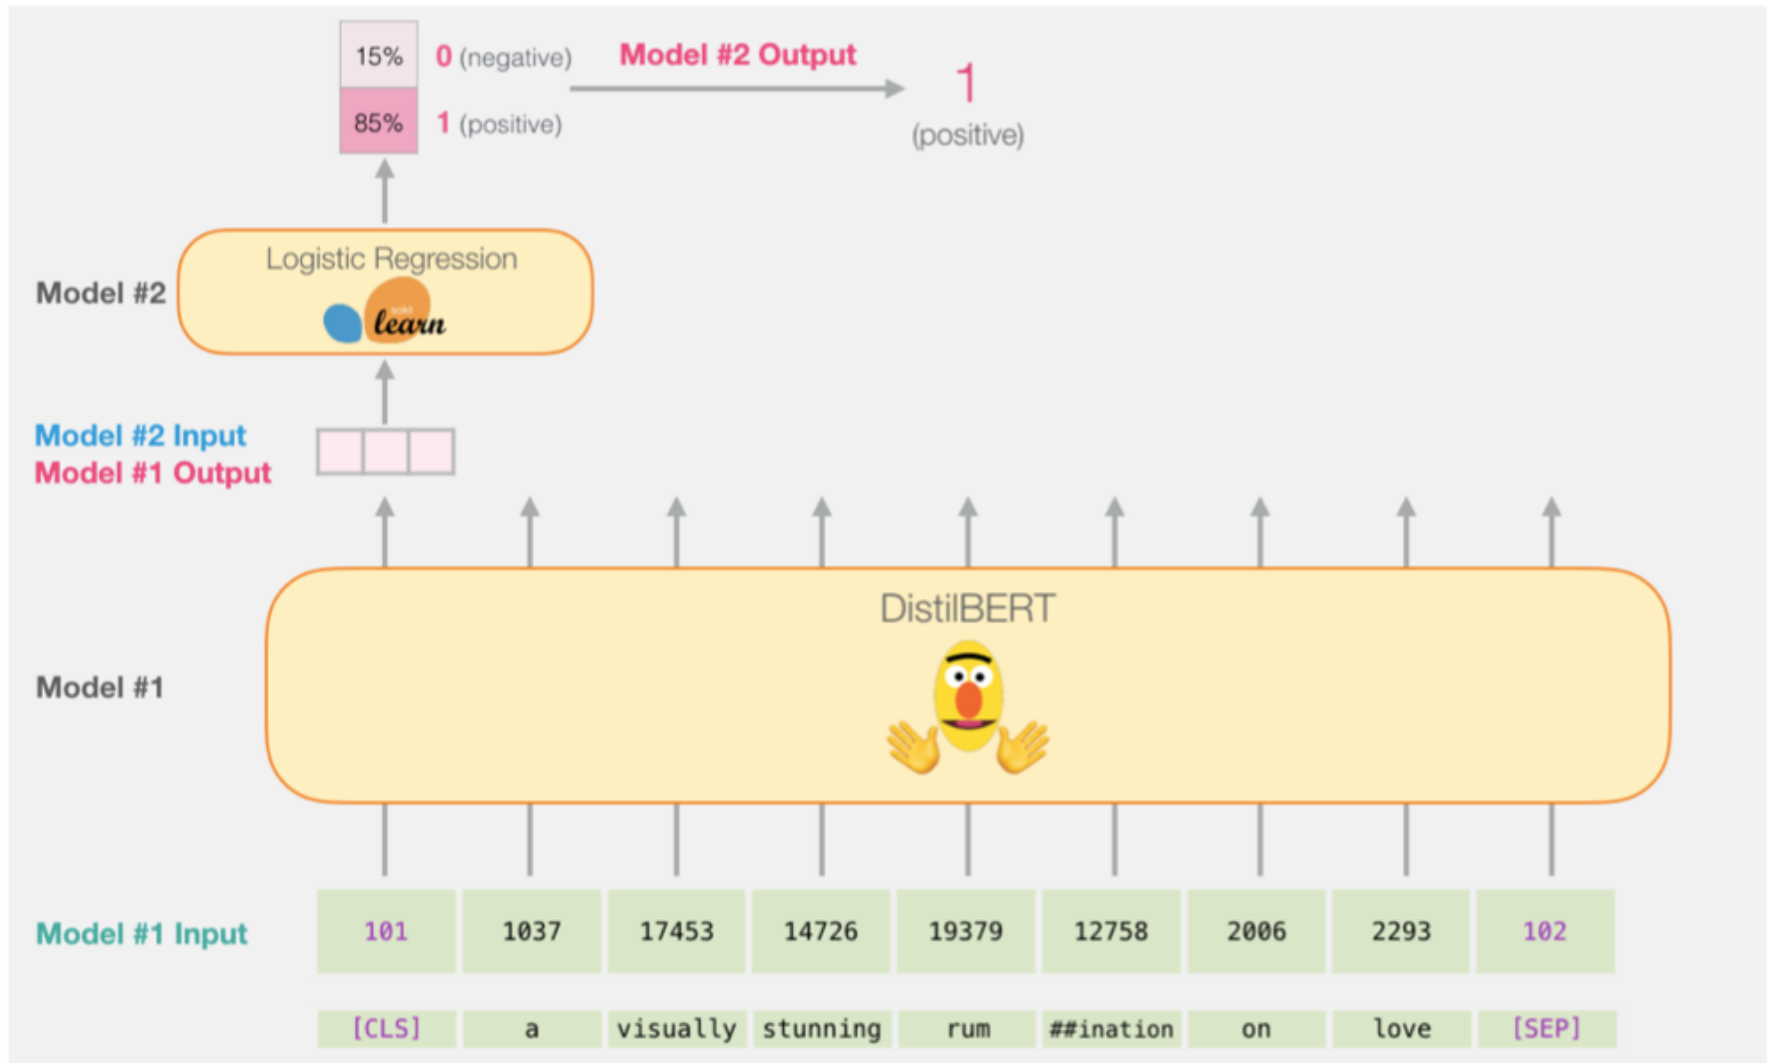 15% 0 (negative) Model #2 Output 1
85% 1 (positive) (positive)
Logistic Regression
Model #2
scikit
learn
Model #2 Input
Model #1 Output
DistilBERT
Model #1
Model #1 Input 101 1037 17453 14726 19379 12758 2006 2293 102
[CLS] a visually stunning rum ##ination on love [SEP]